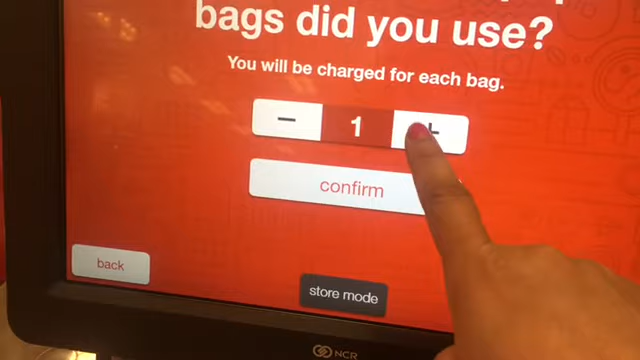 bags did you use?
You will be charged for each bag.
− 1 +
confirm
back
store mode
NCR